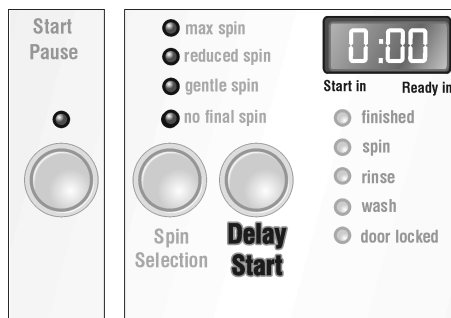 Start
Pause
max spin
reduced spin
gentle spin
no final spin
Spin
Selection
Delay
Start
0:00
Start in
Ready in
finished
spin
rinse
wash
door locked